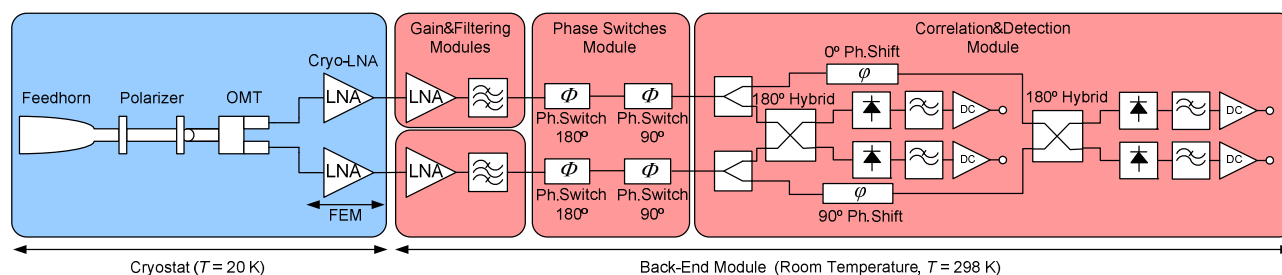 Gain&Filtering
Modules
Phase Switches
Module
Correlation&Detection
Module
Cryo-LNA
0º Ph.Shift
φ
Feedhorn
Polarizer
OMT
LNA
LNA
Φ
Φ
180º Hybrid
180º Hybrid
DC
DC
Ph.Switch
180º
Ph.Switch
90º
LNA
LNA
Φ
Φ
DC
DC
Ph.Switch
180º
Ph.Switch
90º
φ
90º Ph.Shift
FEM
Cryostat (T = 20 K)
Back-End Module (Room Temperature, T = 298 K)